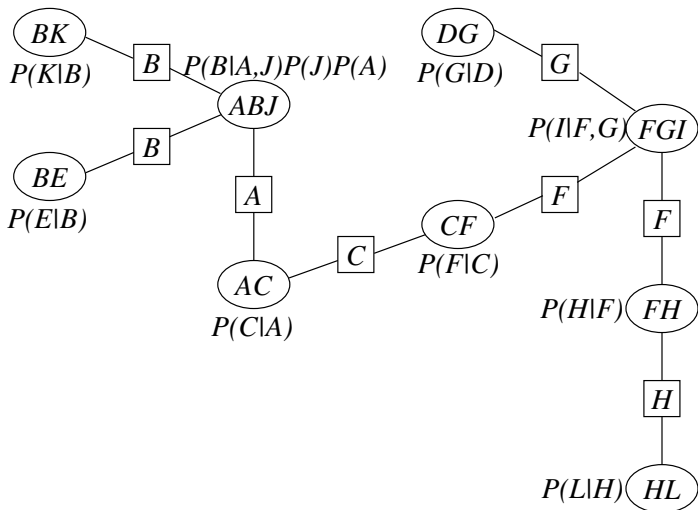 BK
DG
P(K|B)
B
P(B|A,J)P(J)P(A)
P(G|D)
G
ABJ
P(I|F,G)
FGI
B
BE
P(E|B)
A
F
F
CF
C
P(F|C)
AC
P(C|A)
P(H|F)
FH
H
P(L|H)
HL